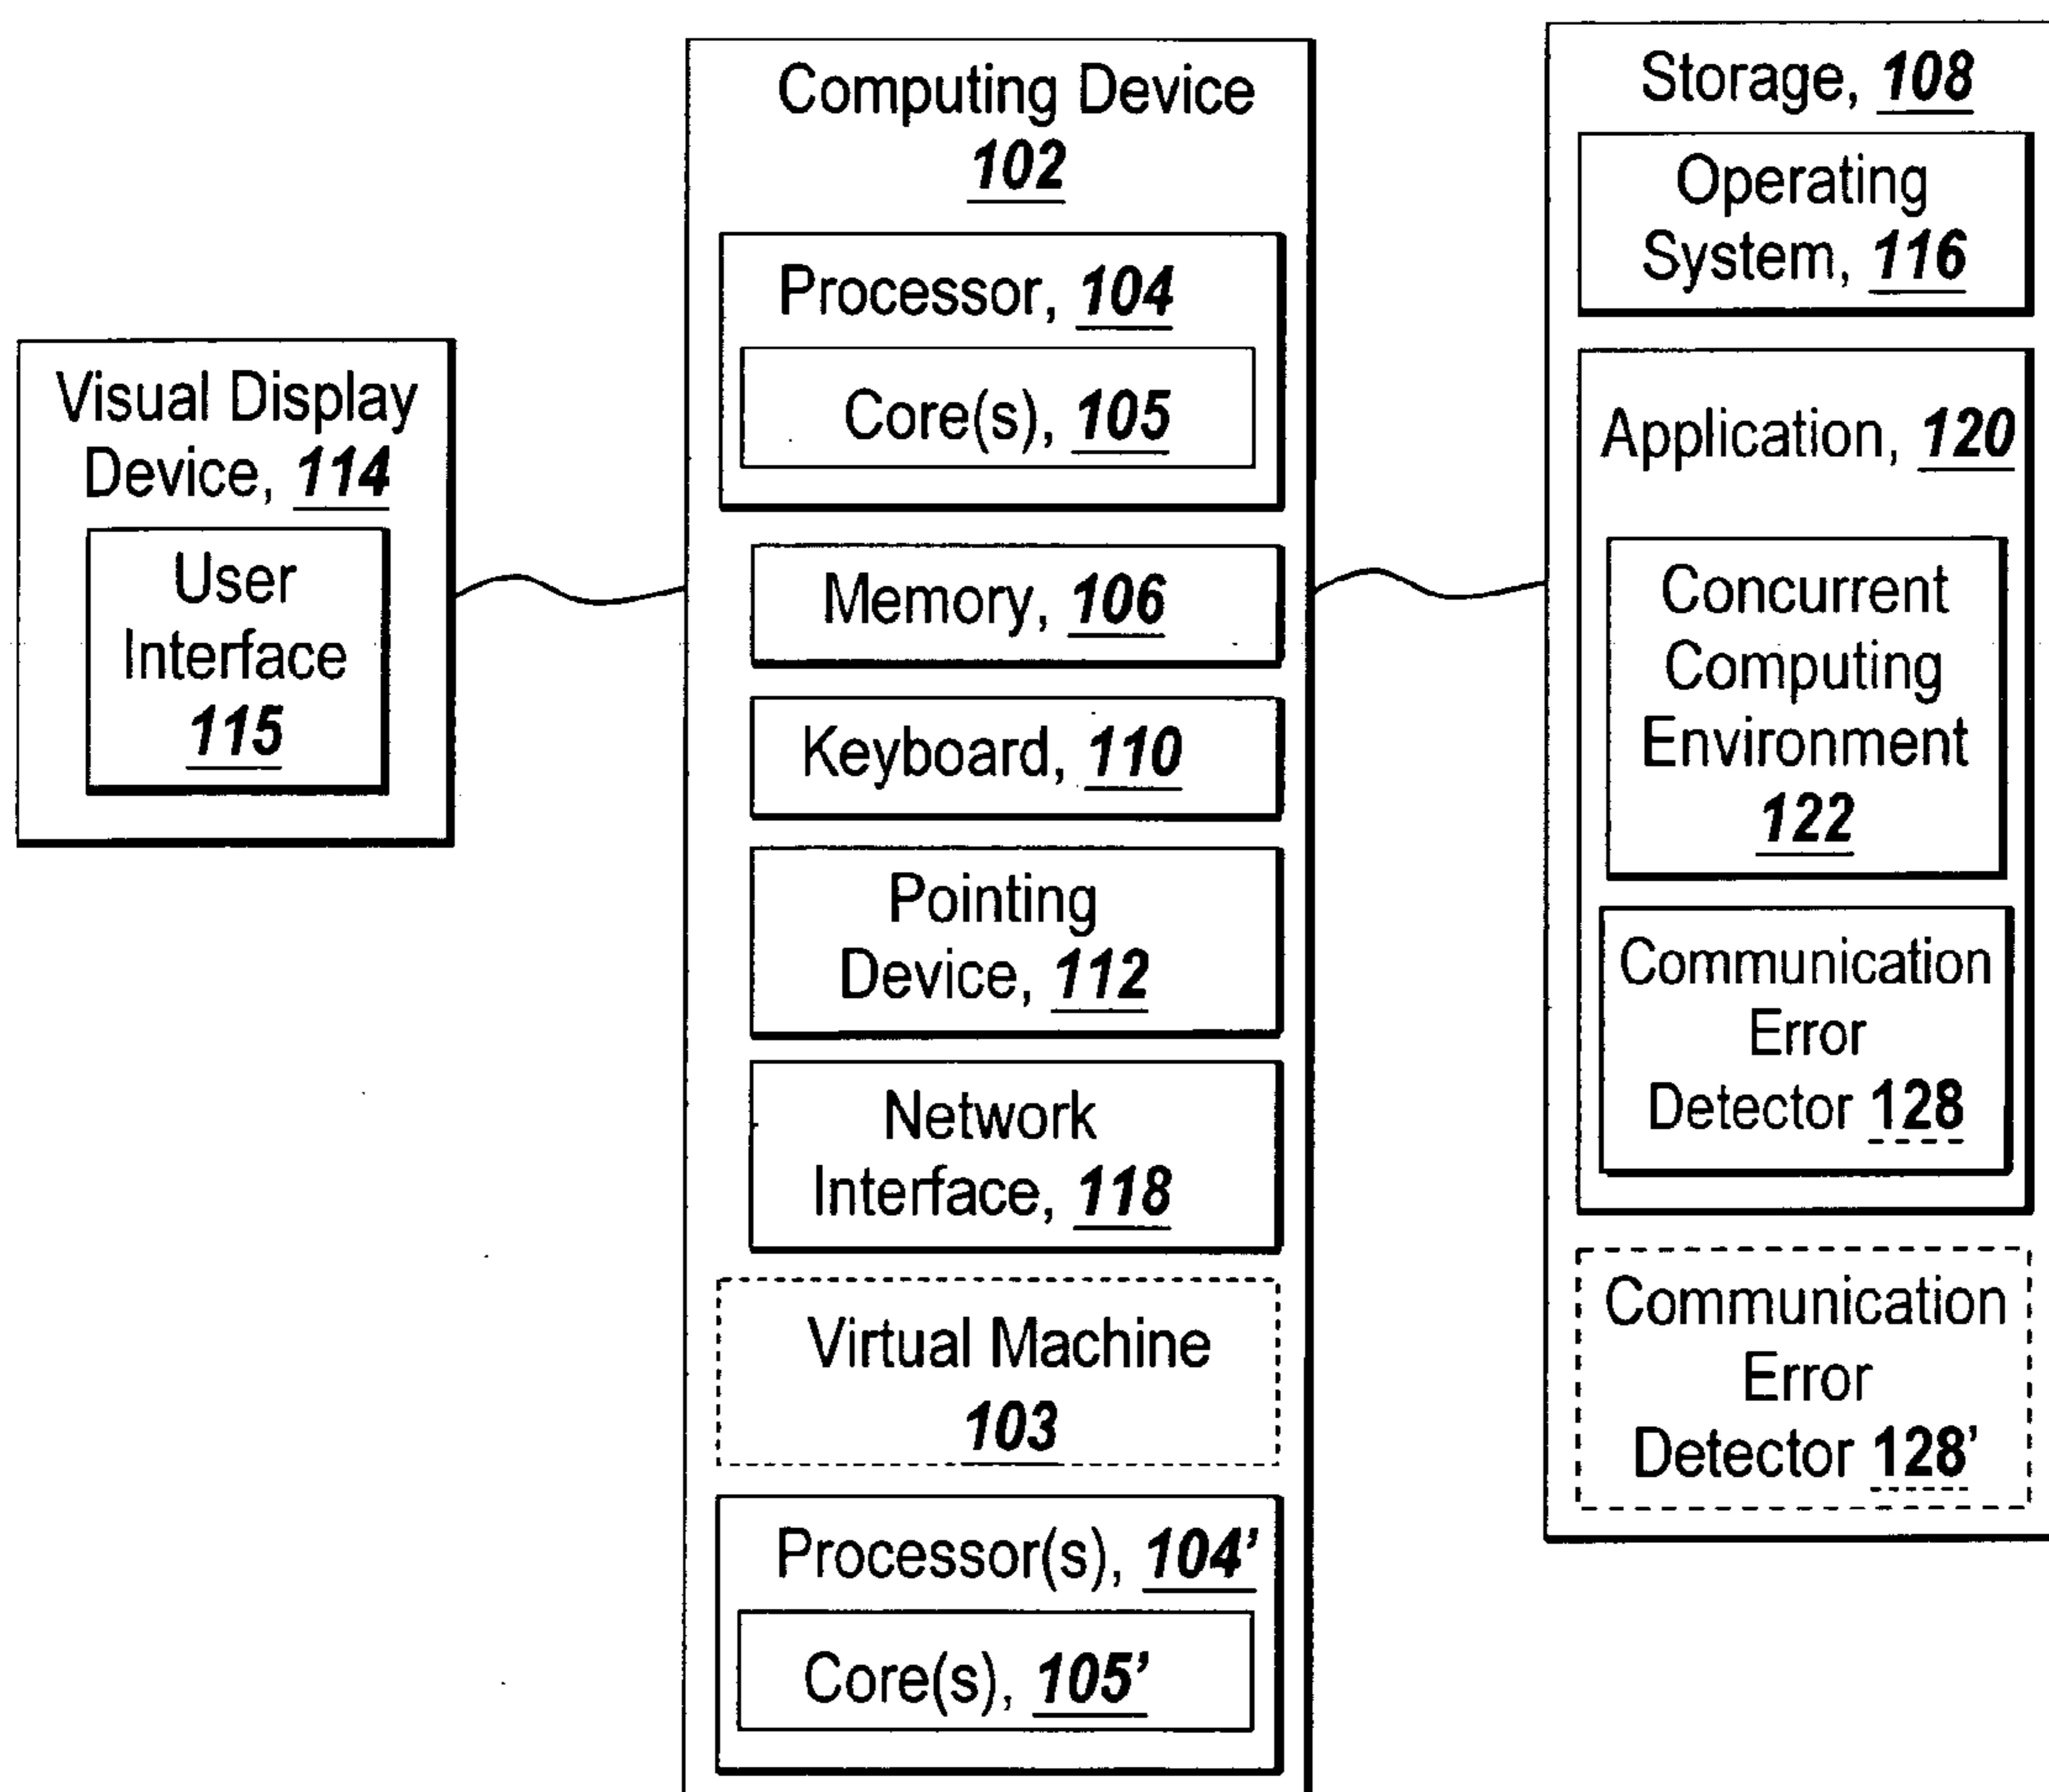 Visual Display
Device, 114
User
Interface
115
Computing Device
102
Processor, 104
Core(s), 105
Memory, 106
Keyboard, 110
Pointing
Device, 112
Network
Interface, 118
Virtual Machine
103
Processor(s), 104'
Core(s), 105'
Storage, 108
Operating
System, 116
Application, 120
Concurrent
Computing
Environment
122
Communication
Error
Detector 128
Communication
Error
Detector 128'